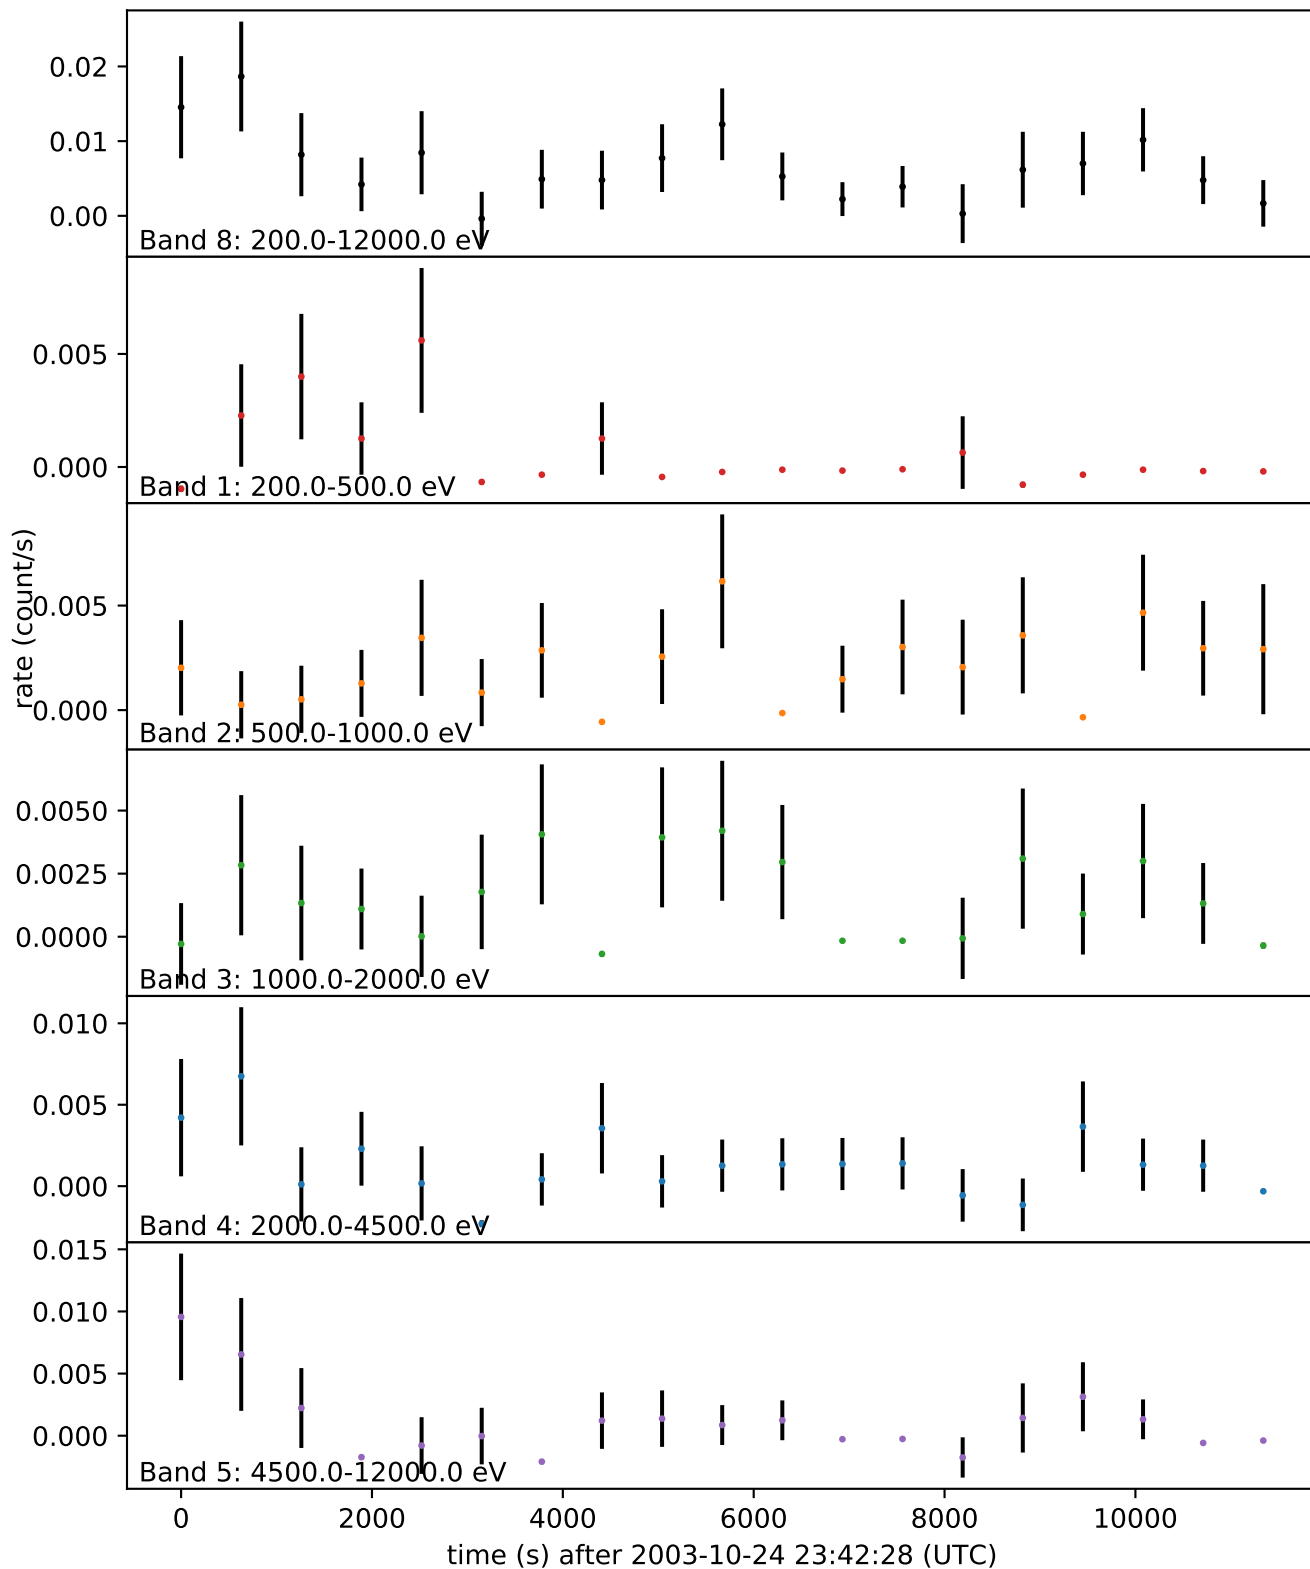 0.02
0.01
0.00
Band 8: 200.0-12000.0 eV
0.005
0.000
Band 1: 200.0-500.0 eV
rate (count/s)
0.005
0.000
Band 2: 500.0-1000.0 eV
0.0050
0.0025
0.0000
Band 3: 1000.0-2000.0 eV
0.010
0.005
0.000
Band 4: 2000.0-4500.0 eV
0.015
0.010
0.005
0.000
Band 5: 4500.0-12000.0 eV
0 2000 4000 6000 8000 10000
time (s) after 2003-10-24 23:42:28 (UTC)